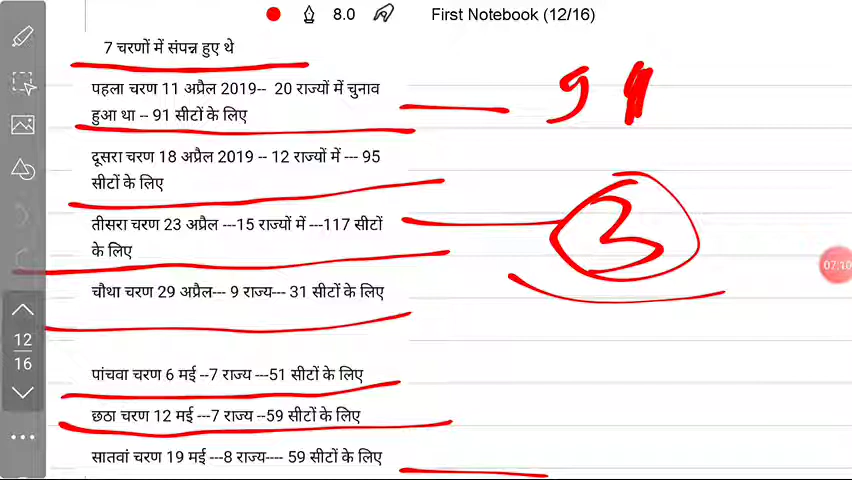 8.0 First Notebook (12/16)
7 चरणों में संपन्न हुए थे
पहला चरण 11 अप्रैल 2019-- 20 राज्यों में चुनाव
हुआ था -- 91 सीटों के लिए
दूसरा चरण 18 अप्रैल 2019 -- 12 राज्यों में --- 95
सीटों के लिए
तीसरा चरण 23 अप्रैल ---15 राज्यों में ---117 सीटों
के लिए
चौथा चरण 29 अप्रैल--- 9 राज्य--- 31 सीटों के लिए
पांचवा चरण 6 मई --7 राज्य ---51 सीटों के लिए
छठा चरण 12 मई ---7 राज्य --59 सीटों के लिए
सातवां चरण 19 मई ---8 राज्य---- 59 सीटों के लिए
3
07:10
12
16